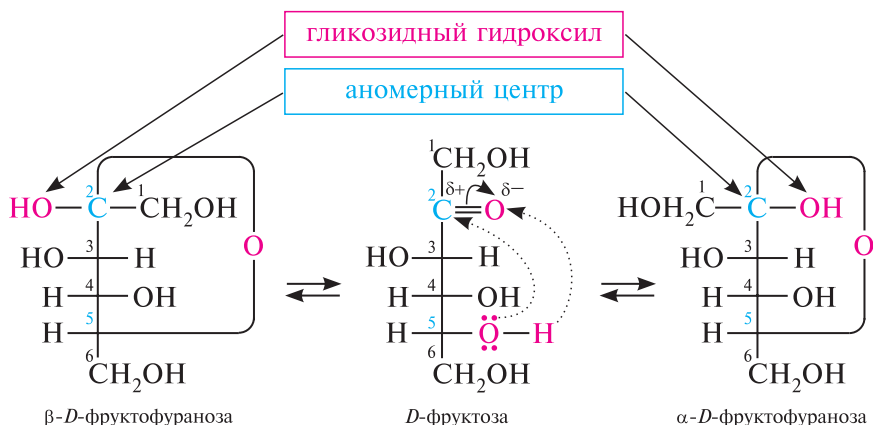 гликозидный гидроксил
аномерный центр
1
CH₂OH
2
1
HO
C
CH₂OH
2
C
δ+
δ−
O
1
2
HOH₂C
C
OH
O
O
3
HO
H
3
HO
H
3
HO
H
4
H
OH
4
H
OH
4
H
OH
5
H
5
H
O
H
5
H
6
CH₂OH
6
CH₂OH
6
CH₂OH
β-D-фруктофураноза
D-фруктоза
α-D-фруктофураноза